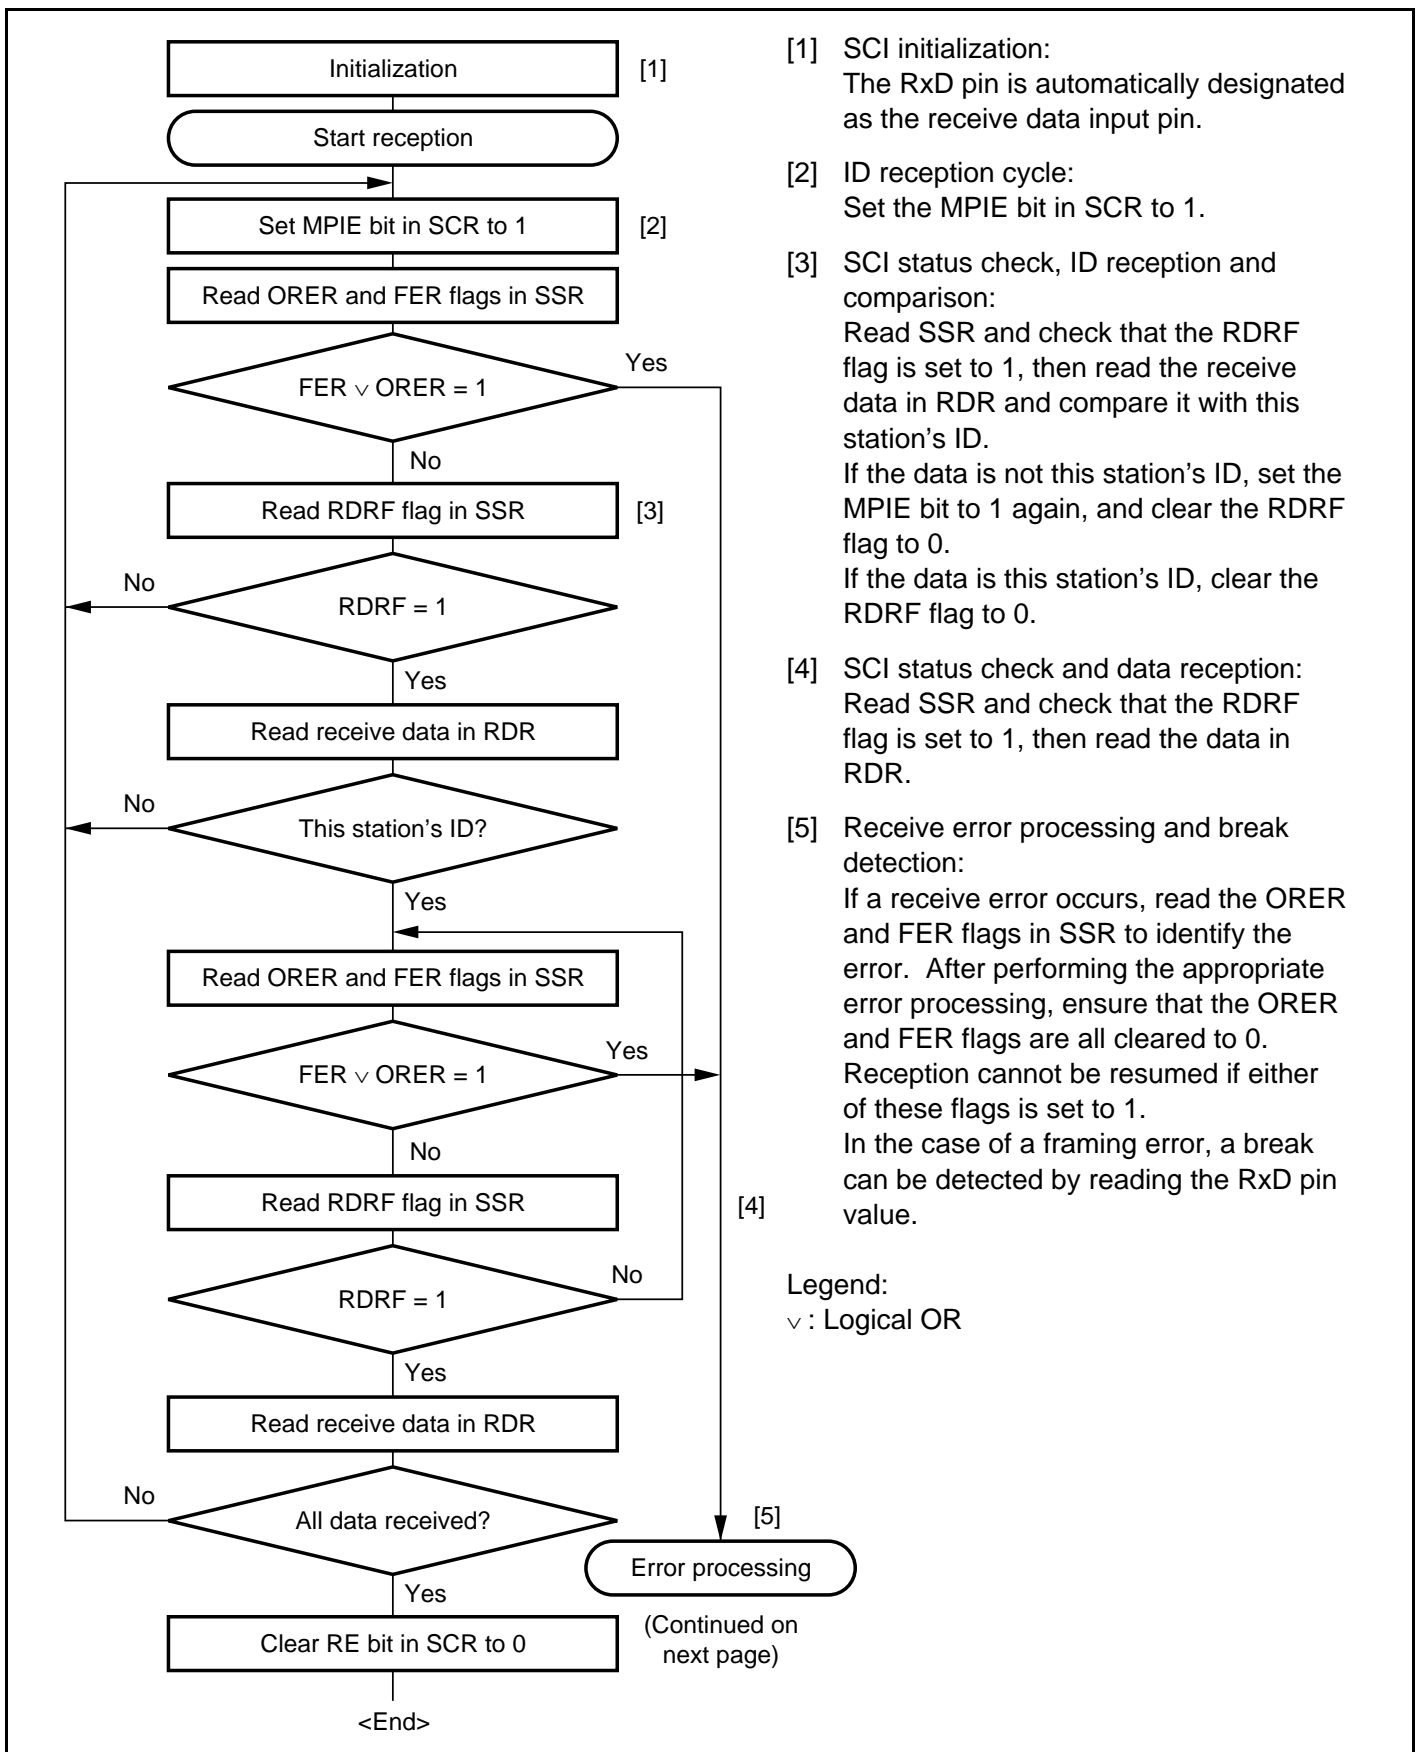 Initialization
[1]
Start reception
Set MPIE bit in SCR to 1
[2]
Read ORER and FER flags in SSR
Yes
FER ∨ ORER = 1
No
Read RDRF flag in SSR
[3]
No
RDRF = 1
Yes
Read receive data in RDR
No
This station's ID?
Yes
Read ORER and FER flags in SSR
Yes
FER ∨ ORER = 1
No
Read RDRF flag in SSR
[4]
No
RDRF = 1
Yes
Read receive data in RDR
No
All data received?
[5]
Error processing
Yes
(Continued on
next page)
Clear RE bit in SCR to 0
<End>
[1] SCI initialization:
The RxD pin is automatically designated
as the receive data input pin.
[2] ID reception cycle:
Set the MPIE bit in SCR to 1.
[3] SCI status check, ID reception and
comparison:
Read SSR and check that the RDRF
flag is set to 1, then read the receive
data in RDR and compare it with this
station's ID.
If the data is not this station's ID, set the
MPIE bit to 1 again, and clear the RDRF
flag to 0.
If the data is this station's ID, clear the
RDRF flag to 0.
[4] SCI status check and data reception:
Read SSR and check that the RDRF
flag is set to 1, then read the data in
RDR.
[5] Receive error processing and break
detection:
If a receive error occurs, read the ORER
and FER flags in SSR to identify the
error. After performing the appropriate
error processing, ensure that the ORER
and FER flags are all cleared to 0.
Reception cannot be resumed if either
of these flags is set to 1.
In the case of a framing error, a break
can be detected by reading the RxD pin
value.
Legend:
∨ : Logical OR